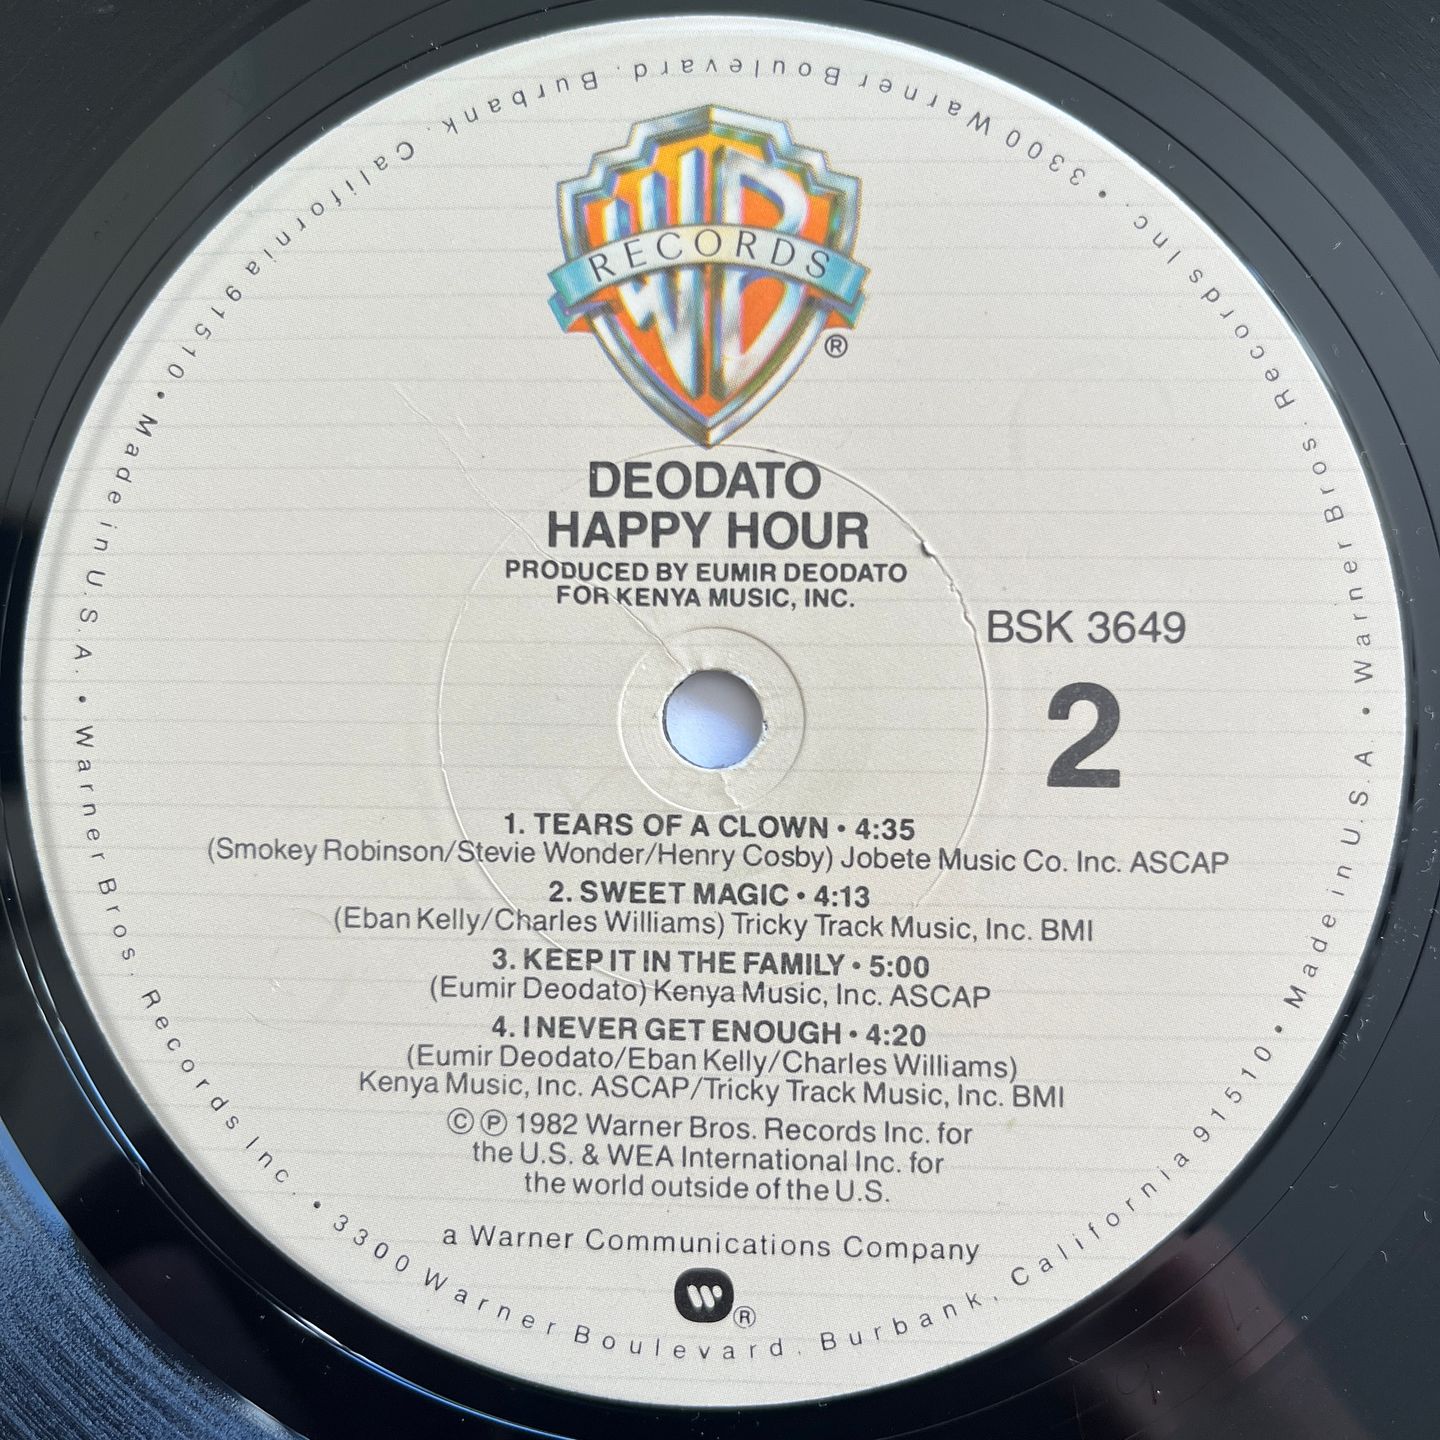 WB
RECORDS
®
DEODATO
HAPPY HOUR
PRODUCED BY EUMIR DEODATO
FOR KENYA MUSIC, INC.
BSK 3649
2
1. TEARS OF A CLOWN • 4:35
(Smokey Robinson/Stevie Wonder/Henry Cosby) Jobete Music Co. Inc. ASCAP
2. SWEET MAGIC • 4:13
(Eban Kelly/Charles Williams) Tricky Track Music, Inc. BMI
3. KEEP IT IN THE FAMILY • 5:00
(Eumir Deodato) Kenya Music, Inc. ASCAP
4. I NEVER GET ENOUGH • 4:20
(Eumir Deodato/Eban Kelly/Charles Williams)
Kenya Music, Inc. ASCAP/Tricky Track Music, Inc. BMI
© ℗ 1982 Warner Bros. Records Inc. for
the U.S. & WEA International Inc. for
the world outside of the U.S.
a Warner Communications Company
®
Made in U.S.A. • Warner Bros. Records Inc. • 3300 Warner Boulevard. Burbank, California 91510 • Made in U.S.A. • Warner Bros. Records Inc. • 3300 Warner Boulevard. Burbank, California 91510 •